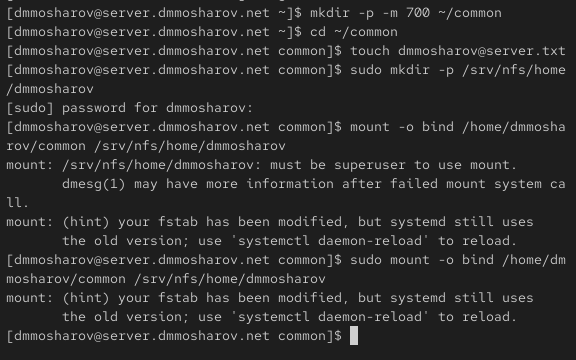 [dmmosharov@server.dmmosharov.net ~]$ mkdir -p -m 700 ~/common
[dmmosharov@server.dmmosharov.net ~]$ cd ~/common
[dmmosharov@server.dmmosharov.net common]$ touch dmmosharov@server.txt
[dmmosharov@server.dmmosharov.net common]$ sudo mkdir -p /srv/nfs/home
/dmmosharov
[sudo] password for dmmosharov:
[dmmosharov@server.dmmosharov.net common]$ mount -o bind /home/dmmosha
rov/common /srv/nfs/home/dmmosharov
mount: /srv/nfs/home/dmmosharov: must be superuser to use mount.
       dmesg(1) may have more information after failed mount system ca
ll.
mount: (hint) your fstab has been modified, but systemd still uses
       the old version; use 'systemctl daemon-reload' to reload.
[dmmosharov@server.dmmosharov.net common]$ sudo mount -o bind /home/dm
mosharov/common /srv/nfs/home/dmmosharov
mount: (hint) your fstab has been modified, but systemd still uses
       the old version; use 'systemctl daemon-reload' to reload.
[dmmosharov@server.dmmosharov.net common]$